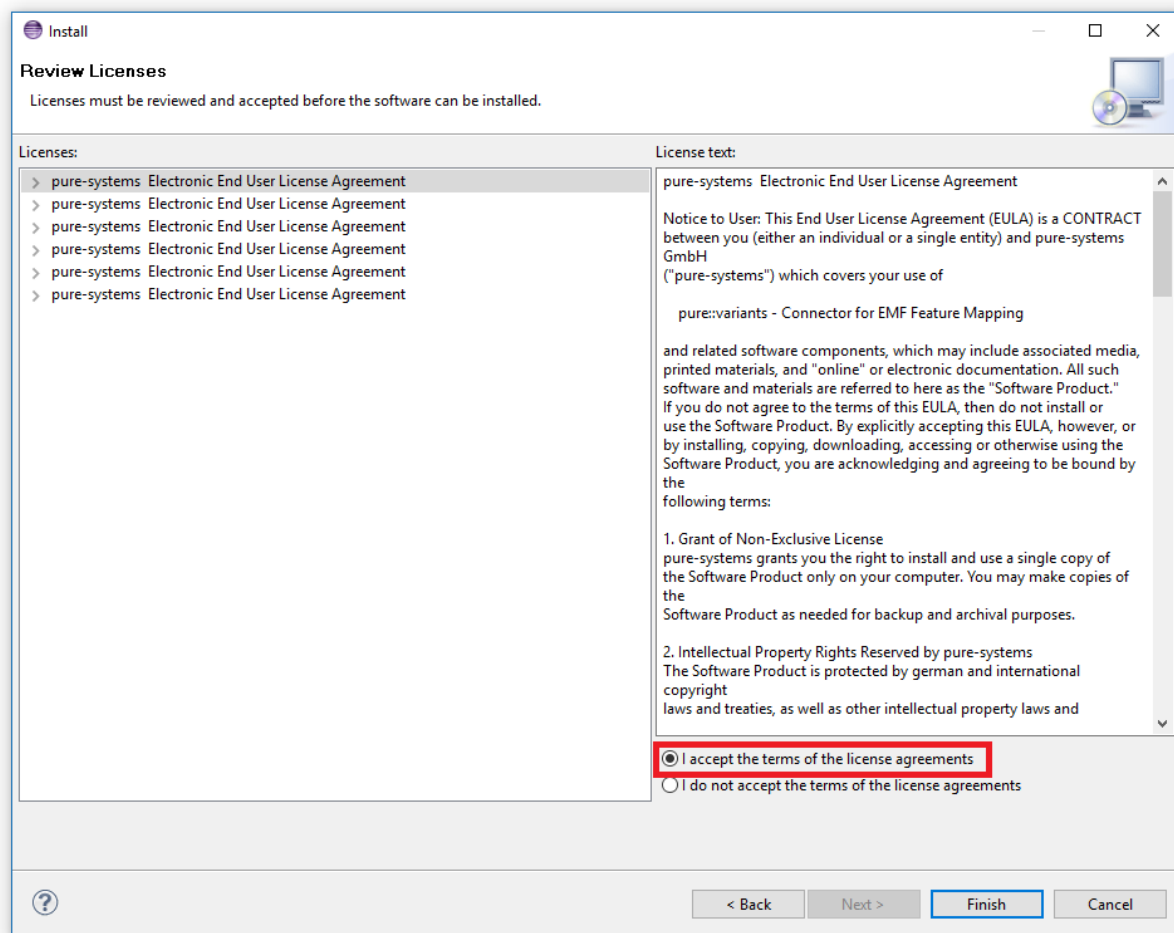 Install
Review Licenses
Licenses must be reviewed and accepted before the software can be installed.
Licenses:
pure-systems  Electronic End User License Agreement
pure-systems  Electronic End User License Agreement
pure-systems  Electronic End User License Agreement
pure-systems  Electronic End User License Agreement
pure-systems  Electronic End User License Agreement
pure-systems  Electronic End User License Agreement
License text:
pure-systems  Electronic End User License Agreement
Notice to User: This End User License Agreement (EULA) is a CONTRACT
between you (either an individual or a single entity) and pure-systems
GmbH
("pure-systems") which covers your use of
pure::variants - Connector for EMF Feature Mapping
and related software components, which may include associated media,
printed materials, and "online" or electronic documentation. All such
software and materials are referred to here as the "Software Product."
If you do not agree to the terms of this EULA, then do not install or
use the Software Product. By explicitly accepting this EULA, however, or
by installing, copying, downloading, accessing or otherwise using the
Software Product, you are acknowledging and agreeing to be bound by
the
following terms:
1. Grant of Non-Exclusive License
pure-systems grants you the right to install and use a single copy of
the Software Product only on your computer. You may make copies of
the
Software Product as needed for backup and archival purposes.
2. Intellectual Property Rights Reserved by pure-systems
The Software Product is protected by german and international
copyright
laws and treaties, as well as other intellectual property laws and
I accept the terms of the license agreements
I do not accept the terms of the license agreements
?
< Back
Next >
Finish
Cancel